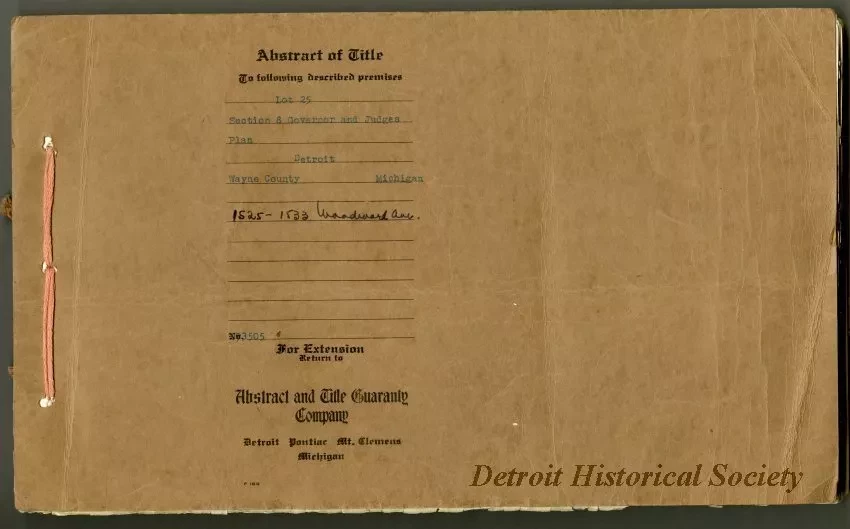 Abstract of Title
To following described premises
Lot 25
Section 8 Governor and Judges
Plan
Detroit
Wayne County Michigan
1525-1533 Woodward Ave.
No. 3505
For Extension
Return to
Abstract and Title Guaranty
Company
Detroit Pontiac Mt. Clemens
Michigan
Detroit Historical Society